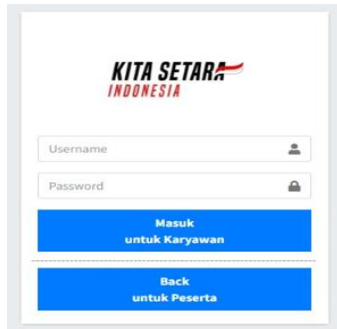 KITA SETARA
INDONESIA
Username
Password
Masuk
untuk Karyawan
Back
untuk Peserta